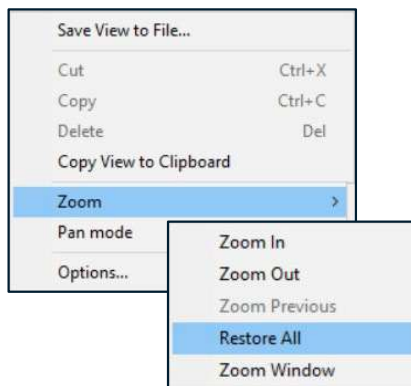 Save View to File...
Cut Ctrl+X
Copy Ctrl+C
Delete Del
Copy View to Clipboard
Zoom >
Pan mode
Options...
Zoom In
Zoom Out
Zoom Previous
Restore All
Zoom Window